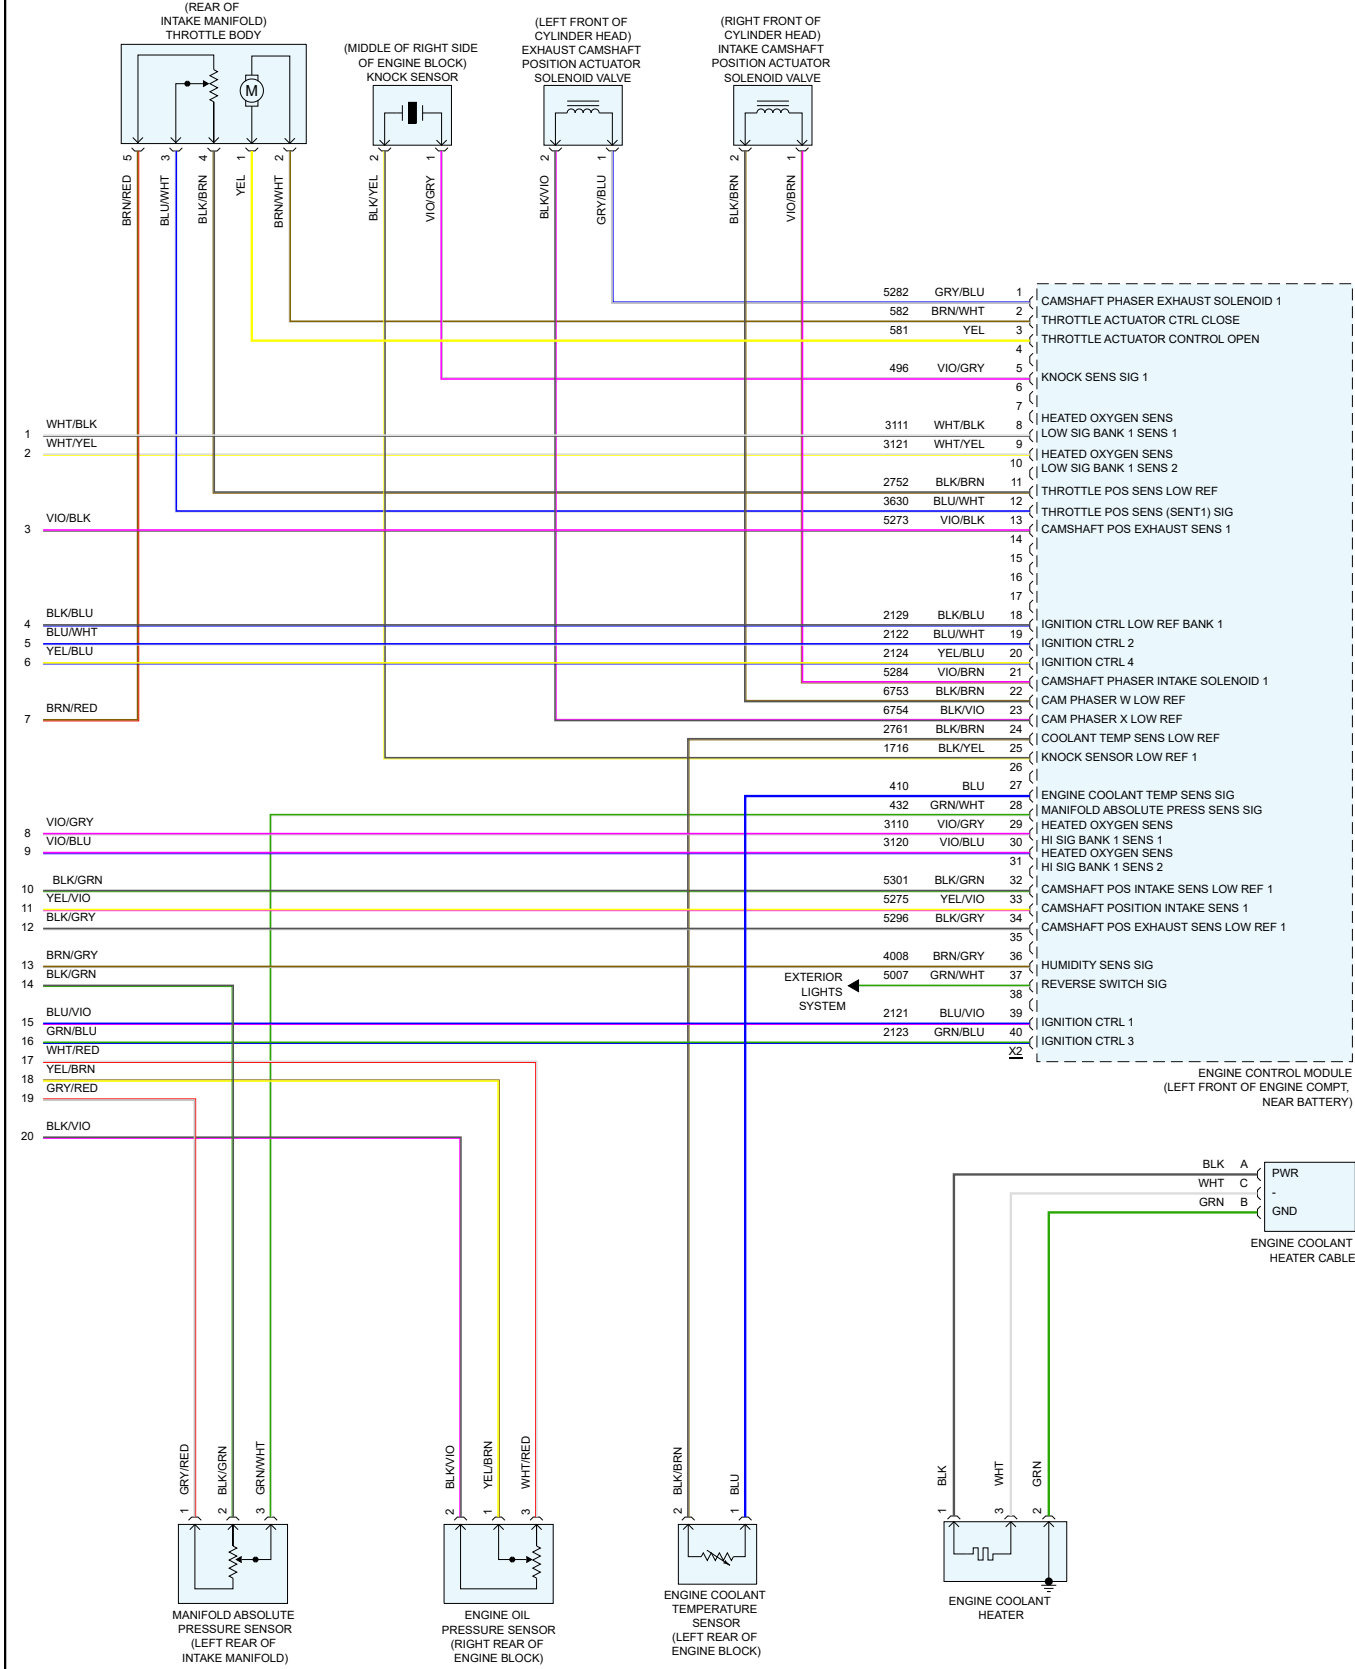 (REAR OF
INTAKE MANIFOLD)
THROTTLE BODY
(MIDDLE OF RIGHT SIDE
OF ENGINE BLOCK)
KNOCK SENSOR
(LEFT FRONT OF
CYLINDER HEAD)
EXHAUST CAMSHAFT
POSITION ACTUATOR
SOLENOID VALVE
(RIGHT FRONT OF
CYLINDER HEAD)
INTAKE CAMSHAFT
POSITION ACTUATOR
SOLENOID VALVE
M
5 3 4 1 2
2 1
2 1
2 1
BRN/RED
BLU/WHT
BLK/BRN
YEL
BRN/WHT
BLK/YEL
VIO/GRY
BLK/VIO
GRY/BLU
BLK/BRN
VIO/BRN
5282 GRY/BLU 1 CAMSHAFT PHASER EXHAUST SOLENOID 1
582 BRN/WHT 2 THROTTLE ACTUATOR CTRL CLOSE
581 YEL 3 THROTTLE ACTUATOR CONTROL OPEN
4
496 VIO/GRY 5 KNOCK SENS SIG 1
6
7
1 WHT/BLK 3111 WHT/BLK 8 HEATED OXYGEN SENS
LOW SIG BANK 1 SENS 1
2 WHT/YEL 3121 WHT/YEL 9 HEATED OXYGEN SENS
10 LOW SIG BANK 1 SENS 2
2752 BLK/BRN 11 THROTTLE POS SENS LOW REF
3630 BLU/WHT 12 THROTTLE POS SENS (SENT1) SIG
3 VIO/BLK 5273 VIO/BLK 13 CAMSHAFT POS EXHAUST SENS 1
14
15
16
17
4 BLK/BLU 2129 BLK/BLU 18 IGNITION CTRL LOW REF BANK 1
5 BLU/WHT 2122 BLU/WHT 19 IGNITION CTRL 2
6 YEL/BLU 2124 YEL/BLU 20 IGNITION CTRL 4
5284 VIO/BRN 21 CAMSHAFT PHASER INTAKE SOLENOID 1
6753 BLK/BRN 22 CAM PHASER W LOW REF
7 BRN/RED 6754 BLK/VIO 23 CAM PHASER X LOW REF
2761 BLK/BRN 24 COOLANT TEMP SENS LOW REF
1716 BLK/YEL 25 KNOCK SENSOR LOW REF 1
26
410 BLU 27 ENGINE COOLANT TEMP SENS SIG
432 GRN/WHT 28 MANIFOLD ABSOLUTE PRESS SENS SIG
8 VIO/GRY 3110 VIO/GRY 29 HEATED OXYGEN SENS
HI SIG BANK 1 SENS 1
9 VIO/BLU 3120 VIO/BLU 30 HEATED OXYGEN SENS
31 HI SIG BANK 1 SENS 2
10 BLK/GRN 5301 BLK/GRN 32 CAMSHAFT POS INTAKE SENS LOW REF 1
11 YEL/VIO 5275 YEL/VIO 33 CAMSHAFT POSITION INTAKE SENS 1
12 BLK/GRY 5296 BLK/GRY 34 CAMSHAFT POS EXHAUST SENS LOW REF 1
35
13 BRN/GRY 4008 BRN/GRY 36 HUMIDITY SENS SIG
14 BLK/GRN 5007 GRN/WHT 37 REVERSE SWITCH SIG
EXTERIOR
LIGHTS
SYSTEM
38
15 BLU/VIO 2121 BLU/VIO 39 IGNITION CTRL 1
16 GRN/BLU 2123 GRN/BLU 40 IGNITION CTRL 3
X2
17 WHT/RED
18 YEL/BRN
19 GRY/RED
20 BLK/VIO
ENGINE CONTROL MODULE
(LEFT FRONT OF ENGINE COMPT,
NEAR BATTERY)
BLK A PWR
WHT C -
GRN B GND
ENGINE COOLANT
HEATER CABLE
GRY/RED
BLK/GRN
GRN/WHT
BLK/VIO
YEL/BRN
WHT/RED
BLK/BRN
BLU
BLK
WHT
GRN
1 2 3
2 1 3
2 1
1 3 2
MANIFOLD ABSOLUTE
PRESSURE SENSOR
(LEFT REAR OF
INTAKE MANIFOLD)
ENGINE OIL
PRESSURE SENSOR
(RIGHT REAR OF
ENGINE BLOCK)
ENGINE COOLANT
TEMPERATURE
SENSOR
(LEFT REAR OF
ENGINE BLOCK)
ENGINE COOLANT
HEATER